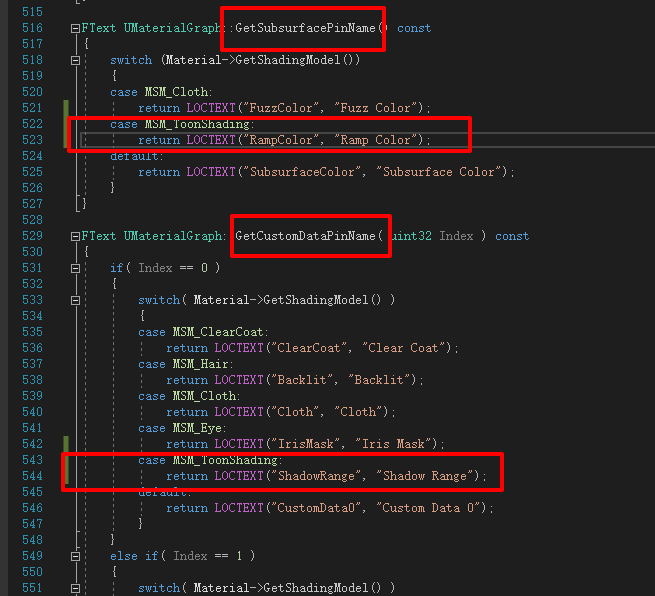 515
516 FText UMaterialGraph::GetSubsurfacePinName() const
517 {
518 switch (Material->GetShadingModel())
519 {
520 case MSM_Cloth:
521 return LOCTEXT("FuzzColor", "Fuzz Color");
522 case MSM_ToonShading:
523 return LOCTEXT("RampColor", "Ramp Color");
524 default:
525 return LOCTEXT("SubsurfaceColor", "Subsurface Color");
526 }
527 }
528
529 FText UMaterialGraph::GetCustomDataPinName( uint32 Index ) const
530 {
531 if( Index == 0 )
532 {
533 switch( Material->GetShadingModel() )
534 {
535 case MSM_ClearCoat:
536 return LOCTEXT("ClearCoat", "Clear Coat");
537 case MSM_Hair:
538 return LOCTEXT("Backlit", "Backlit");
539 case MSM_Cloth:
540 return LOCTEXT("Cloth", "Cloth");
541 case MSM_Eye:
542 return LOCTEXT("IrisMask", "Iris Mask");
543 case MSM_ToonShading:
544 return LOCTEXT("ShadowRange", "Shadow Range");
545 default:
546 return LOCTEXT("CustomData0", "Custom Data 0");
547 }
548 }
549 else if( Index == 1 )
550 {
551 switch( Material->GetShadingModel() )